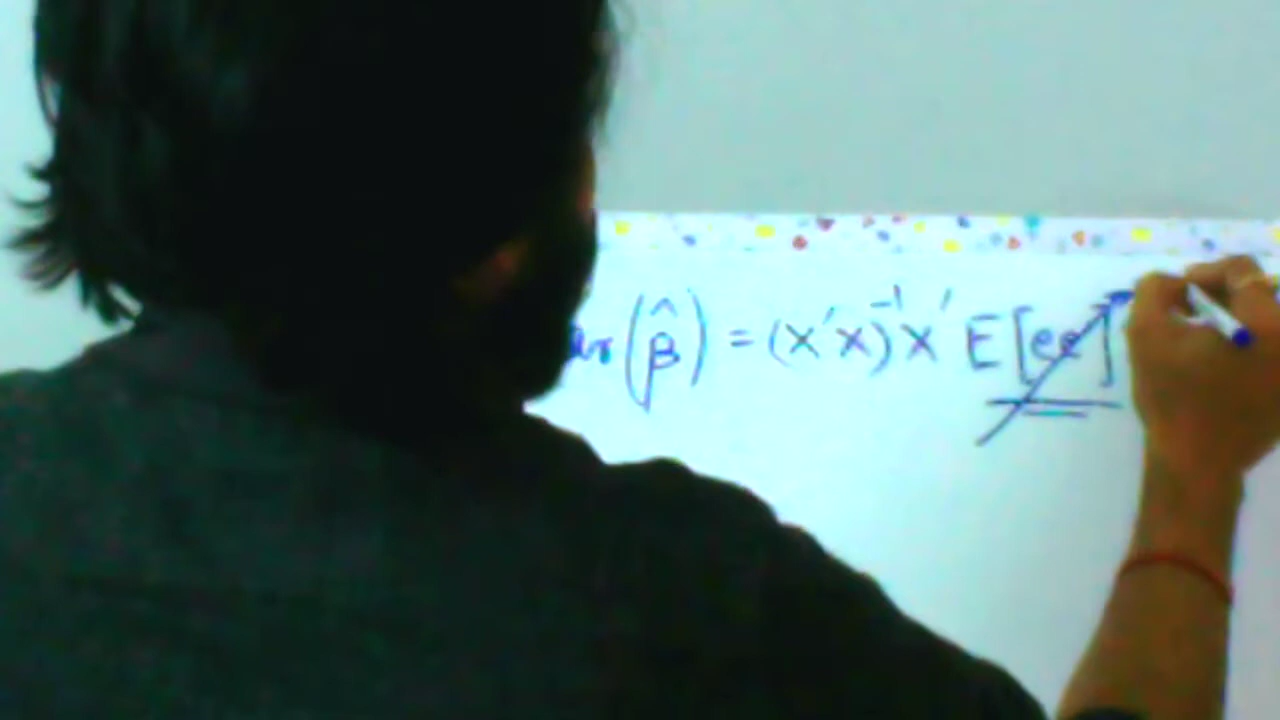 ar(β̂) = (X'X)⁻¹X' E[ee']